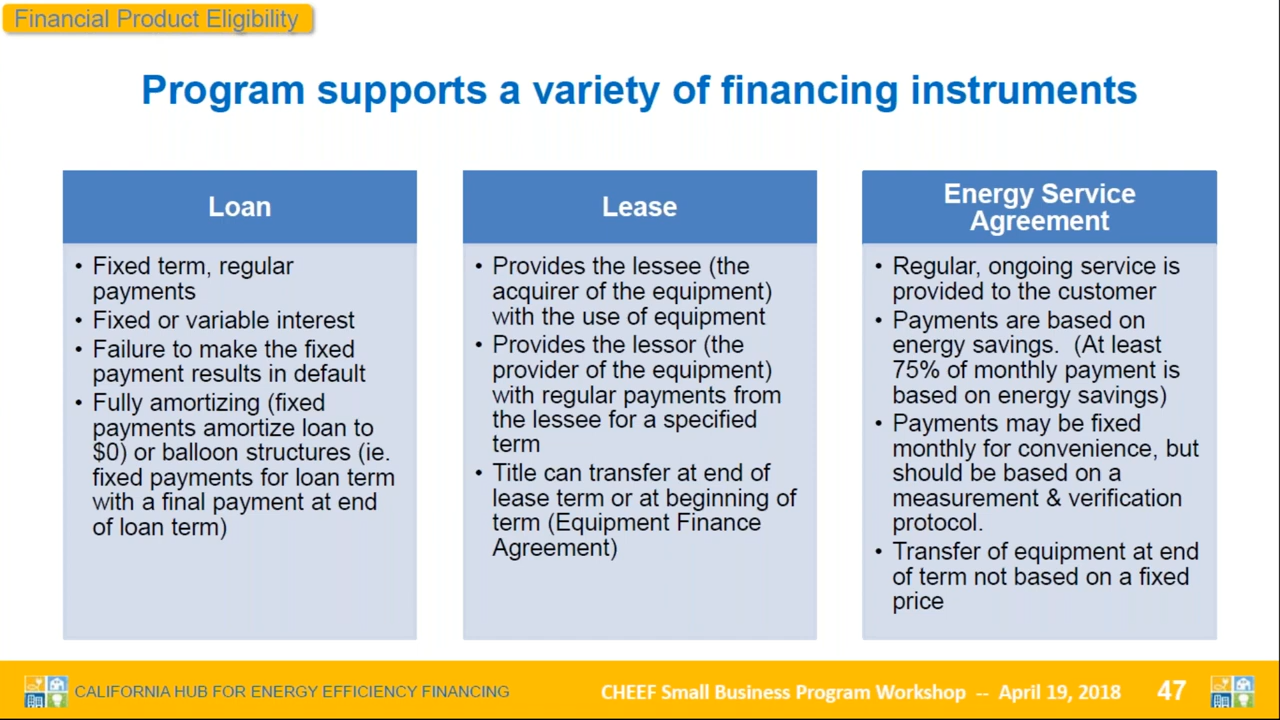 Financial Product Eligibility
Program supports a variety of financing instruments
Loan
• Fixed term, regular
payments
• Fixed or variable interest
• Failure to make the fixed
payment results in default
• Fully amortizing (fixed
payments amortize loan to
$0) or balloon structures (ie.
fixed payments for loan term
with a final payment at end
of loan term)
Lease
• Provides the lessee (the
acquirer of the equipment)
with the use of equipment
• Provides the lessor (the
provider of the equipment)
with regular payments from
the lessee for a specified
term
• Title can transfer at end of
lease term or at beginning of
term (Equipment Finance
Agreement)
Energy Service
Agreement
• Regular, ongoing service is
provided to the customer
• Payments are based on
energy savings.  (At least
75% of monthly payment is
based on energy savings)
• Payments may be fixed
monthly for convenience, but
should be based on a
measurement & verification
protocol.
• Transfer of equipment at end
of term not based on a fixed
price
CALIFORNIA HUB FOR ENERGY EFFICIENCY FINANCING
CHEEF Small Business Program Workshop -- April 19, 2018
47